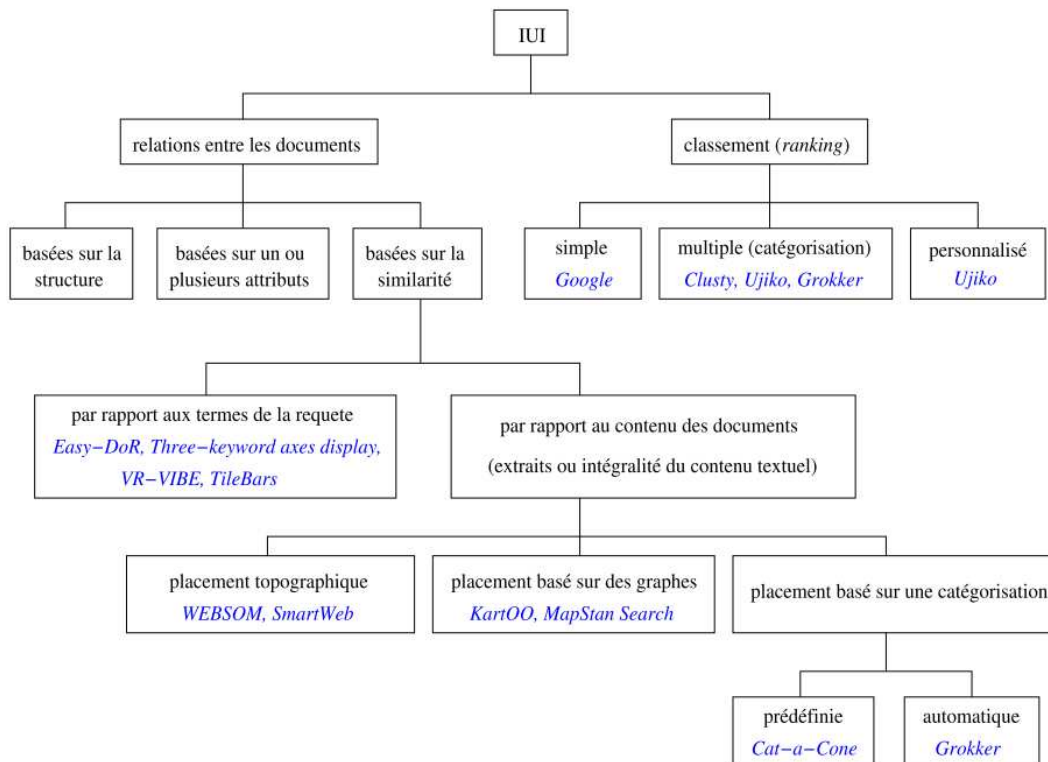 IUI
relations entre les documents
classement (ranking)
basées sur la
structure
basées sur un ou
plusieurs attributs
basées sur la
similarité
simple
Google
multiple (catégorisation)
Clusty, Ujiko, Grokker
personnalisé
Ujiko
par rapport aux termes de la requete
Easy−DoR, Three−keyword axes display,
VR−VIBE, TileBars
par rapport au contenu des documents
(extraits ou intégralité du contenu textuel)
placement topographique
WEBSOM, SmartWeb
placement basé sur des graphes
KartOO, MapStan Search
placement basé sur une catégorisation
prédéfinie
Cat−a−Cone
automatique
Grokker